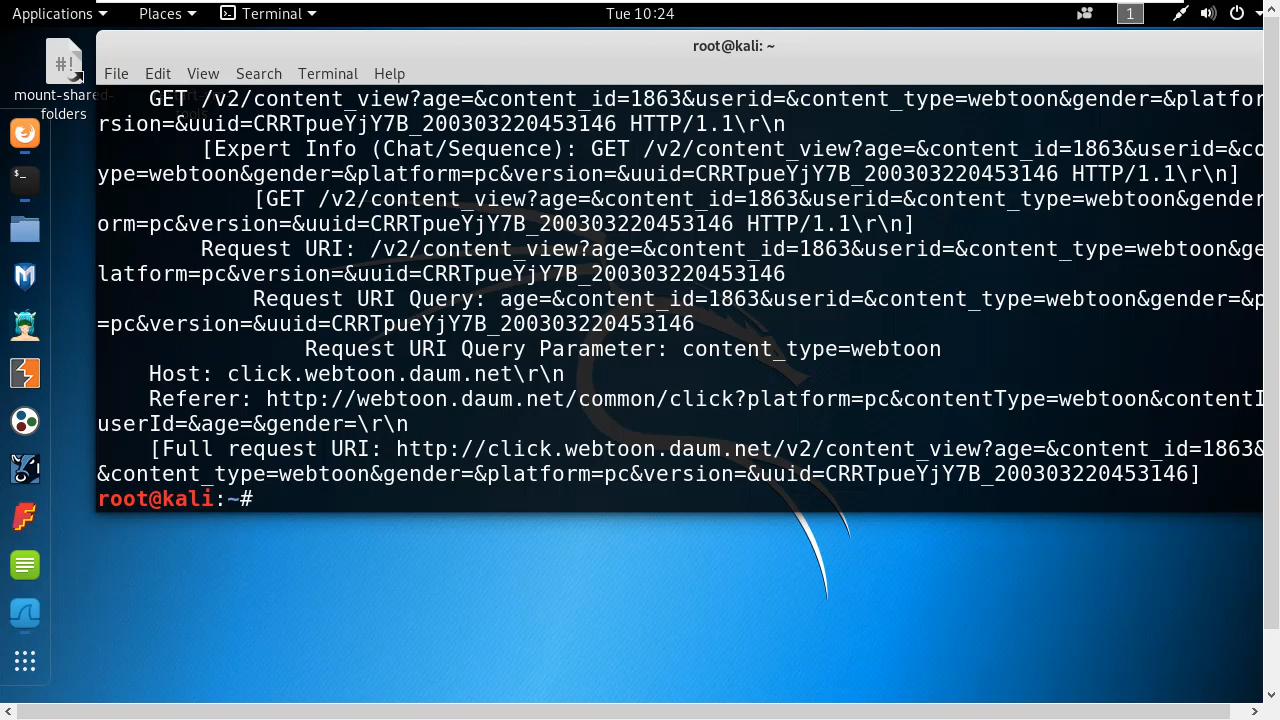 Applications Places Terminal Tue 10:24 1
root@kali: ~
File Edit View Search Terminal Help
#!
mount-shared-
folders
GET /v2/content_view?age=&content_id=1863&userid=&content_type=webtoon&gender=&platfor
rsion=&uuid=CRRTpueYjY7B_200303220453146 HTTP/1.1\r\n
[Expert Info (Chat/Sequence): GET /v2/content_view?age=&content_id=1863&userid=&co
ype=webtoon&gender=&platform=pc&version=&uuid=CRRTpueYjY7B_200303220453146 HTTP/1.1\r\n]
[GET /v2/content_view?age=&content_id=1863&userid=&content_type=webtoon&gender
orm=pc&version=&uuid=CRRTpueYjY7B_200303220453146 HTTP/1.1\r\n]
Request URI: /v2/content_view?age=&content_id=1863&userid=&content_type=webtoon&ge
latform=pc&version=&uuid=CRRTpueYjY7B_200303220453146
Request URI Query: age=&content_id=1863&userid=&content_type=webtoon&gender=&p
=pc&version=&uuid=CRRTpueYjY7B_200303220453146
Request URI Query Parameter: content_type=webtoon
Host: click.webtoon.daum.net\r\n
Referer: http://webtoon.daum.net/common/click?platform=pc&contentType=webtoon&contentI
userId=&age=&gender=\r\n
[Full request URI: http://click.webtoon.daum.net/v2/content_view?age=&content_id=1863&
&content_type=webtoon&gender=&platform=pc&version=&uuid=CRRTpueYjY7B_200303220453146]
root@kali:~#